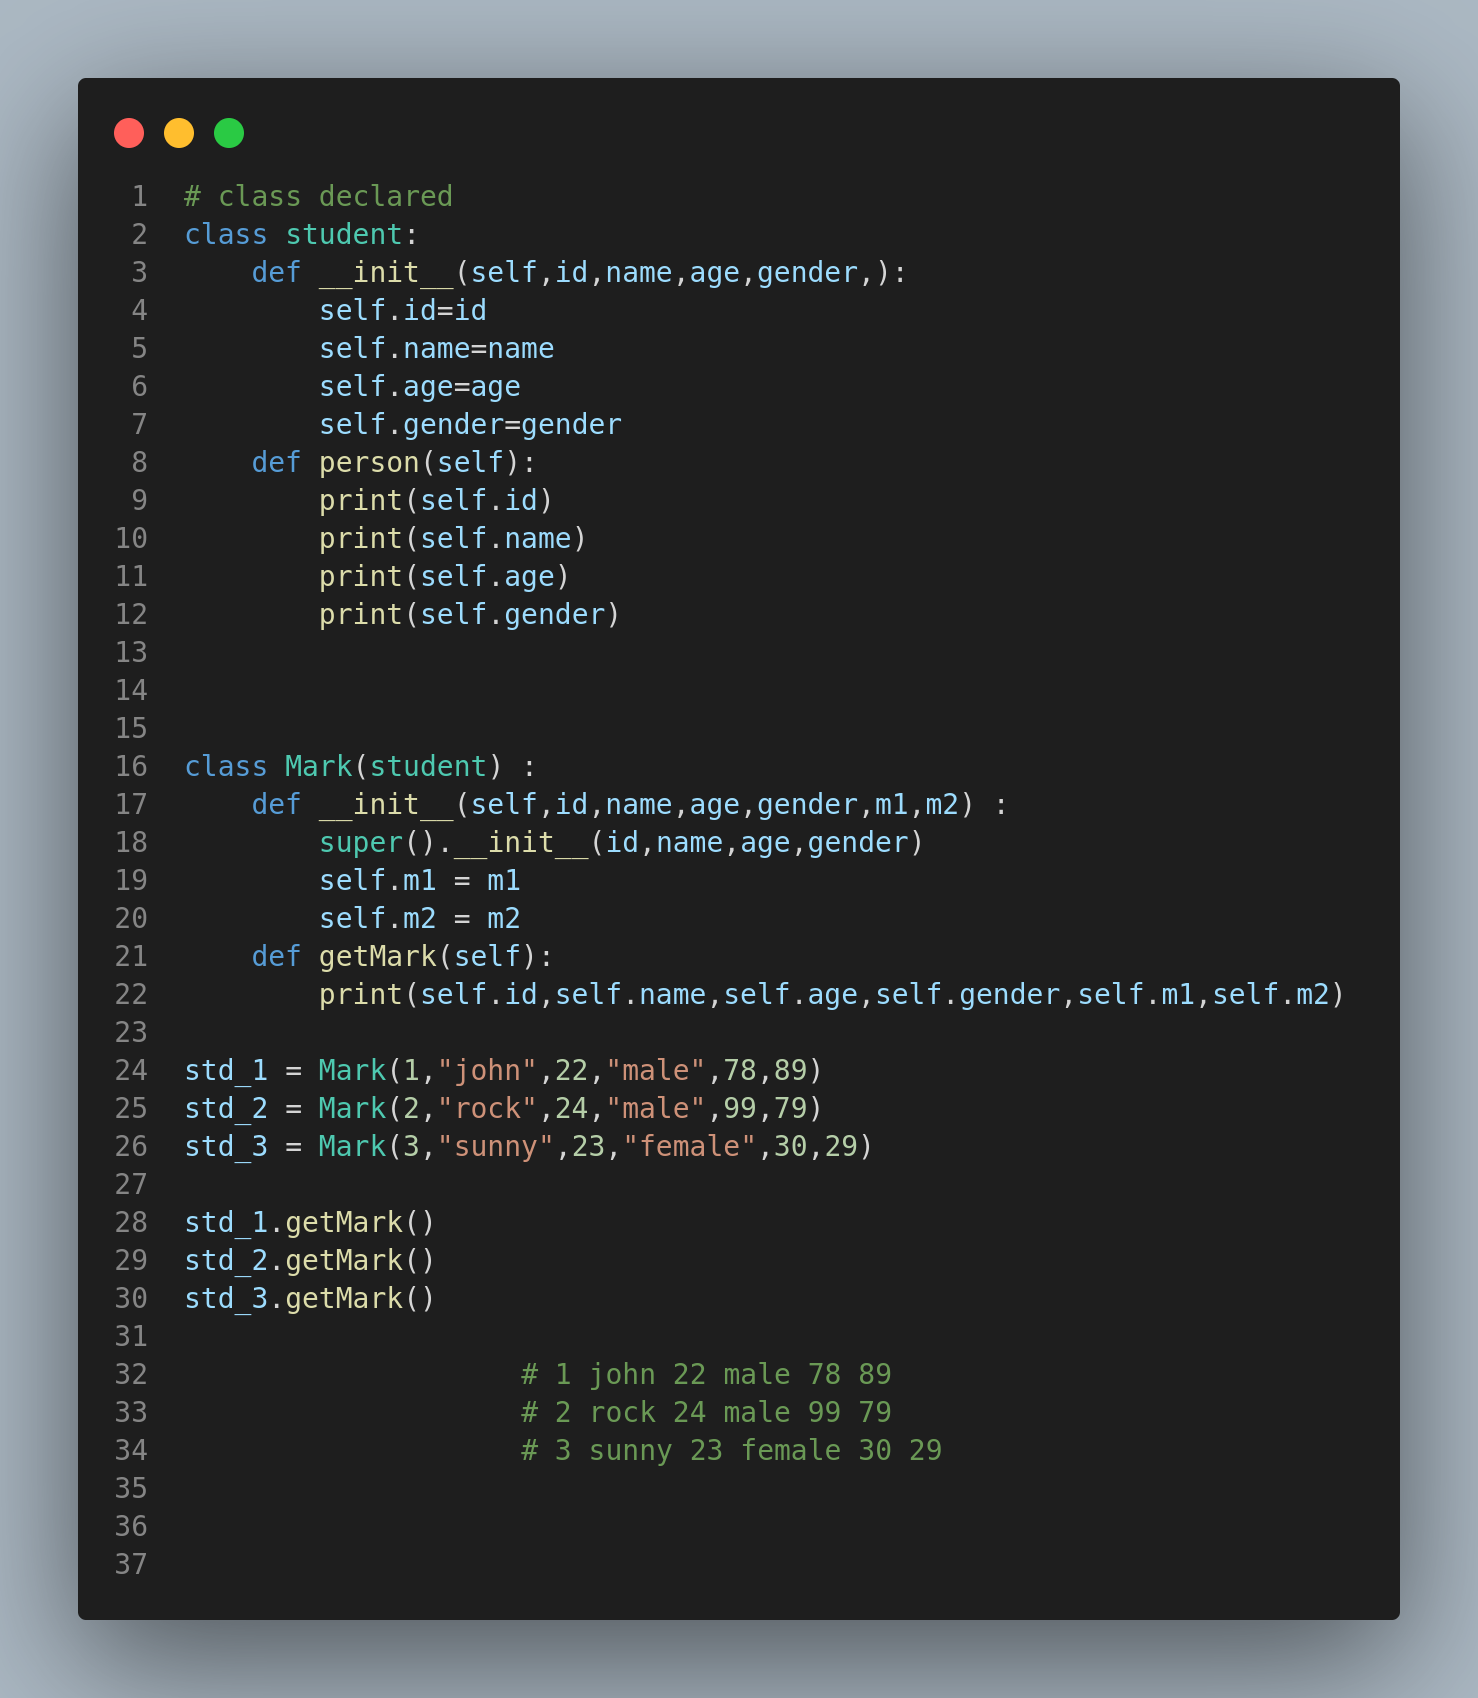 1 # class declared
2 class student:
3     def __init__(self,id,name,age,gender,):
4         self.id=id
5         self.name=name
6         self.age=age
7         self.gender=gender
8     def person(self):
9         print(self.id)
10         print(self.name)
11         print(self.age)
12         print(self.gender)
13
14
15
16 class Mark(student) :
17     def __init__(self,id,name,age,gender,m1,m2) :
18         super().__init__(id,name,age,gender)
19         self.m1 = m1
20         self.m2 = m2
21     def getMark(self):
22         print(self.id,self.name,self.age,self.gender,self.m1,self.m2)
23
24 std_1 = Mark(1,"john",22,"male",78,89)
25 std_2 = Mark(2,"rock",24,"male",99,79)
26 std_3 = Mark(3,"sunny",23,"female",30,29)
27
28 std_1.getMark()
29 std_2.getMark()
30 std_3.getMark()
31
32                     # 1 john 22 male 78 89
33                     # 2 rock 24 male 99 79
34                     # 3 sunny 23 female 30 29
35
36
37